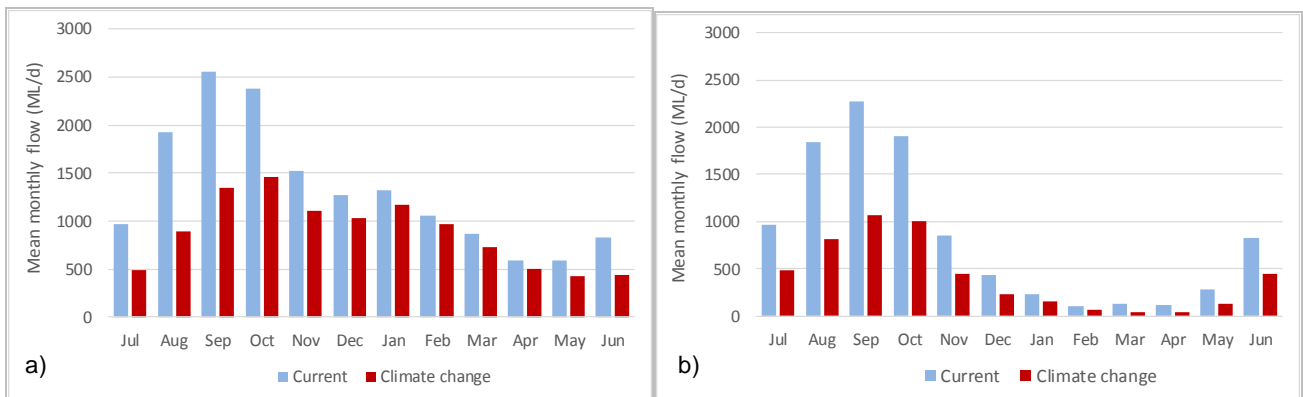 Mean monthly flow (ML/d)
3000
2500
2000
1500
1000
500
0
Jul Aug Sep Oct Nov Dec Jan Feb Mar Apr May Jun
a)
Current Climate change
Mean monthly flow (ML/d)
3000
2500
2000
1500
1000
500
0
Jul Aug Sep Oct Nov Dec Jan Feb Mar Apr May Jun
b)
Current Climate change